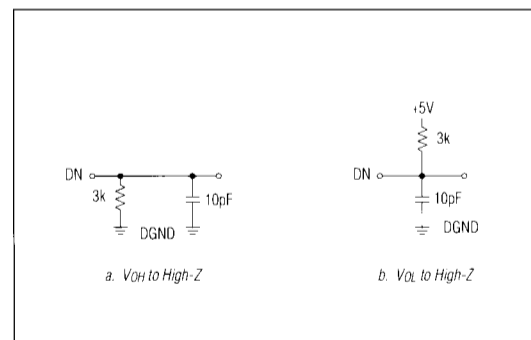 DN
3k
10pF
DGND
a. VOH to High-Z
+5V
3k
DN
10pF
DGND
b. VOL to High-Z